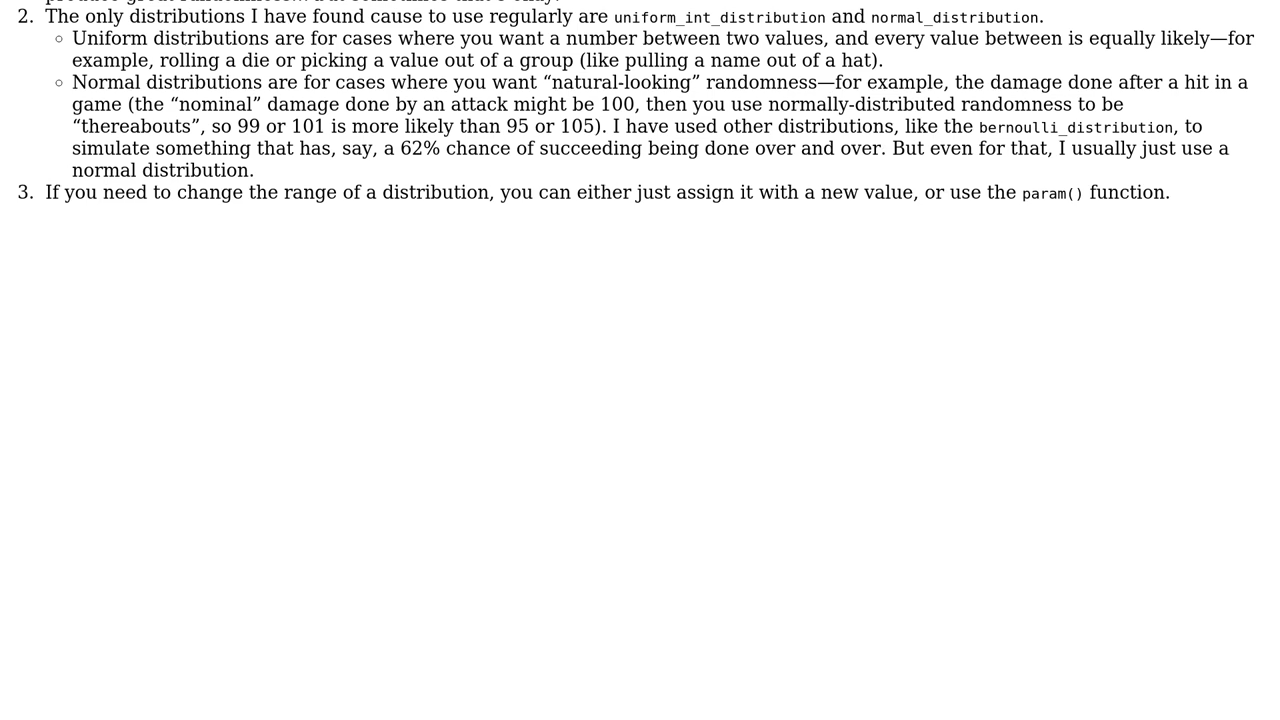 2. The only distributions I have found cause to use regularly are uniform_int_distribution and normal_distribution.
◦ Uniform distributions are for cases where you want a number between two values, and every value between is equally likely—for
example, rolling a die or picking a value out of a group (like pulling a name out of a hat).
◦ Normal distributions are for cases where you want “natural-looking” randomness—for example, the damage done after a hit in a
game (the “nominal” damage done by an attack might be 100, then you use normally-distributed randomness to be
“thereabouts”, so 99 or 101 is more likely than 95 or 105). I have used other distributions, like the bernoulli_distribution, to
simulate something that has, say, a 62% chance of succeeding being done over and over. But even for that, I usually just use a
normal distribution.
3. If you need to change the range of a distribution, you can either just assign it with a new value, or use the param() function.